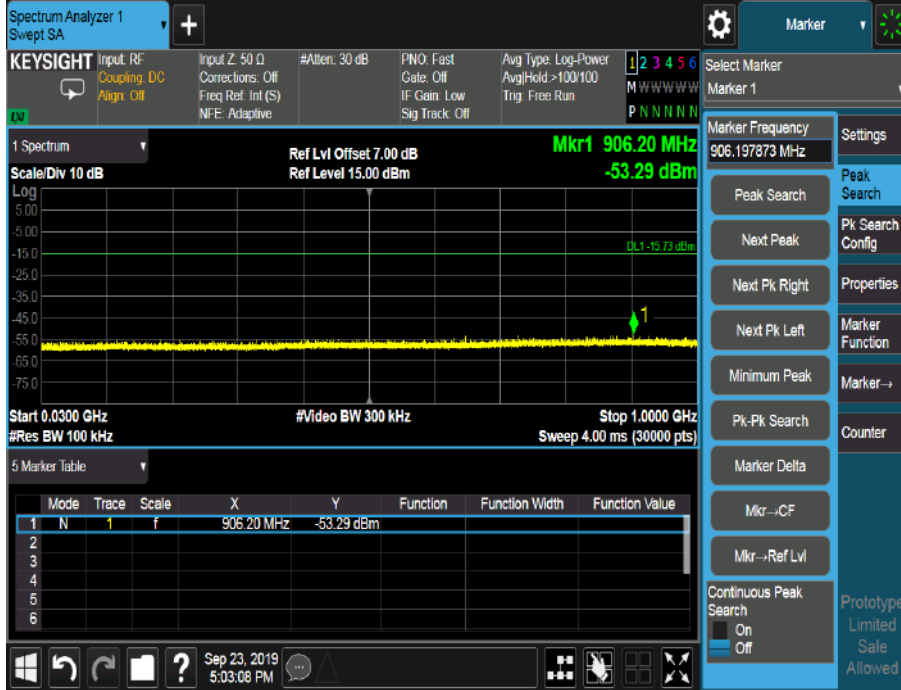 Spectrum Analyzer 1
Swept SA
+
Marker
KEYSIGHT
Input: RF
Coupling: DC
Align: Off
Input Z: 50 Ω
Corrections: Off
Freq Ref: Int (S)
NFE: Adaptive
#Atten: 30 dB
PNO: Fast
Gate: Off
IF Gain: Low
Sig Track: Off
Avg Type: Log-Power
Avg|Hold:>100/100
Trig: Free Run
1 2 3 4 5 6
M W W W W W
P N N N N N
LXI
Select Marker
Marker 1
1 Spectrum
Scale/Div 10 dB
Ref Lvl Offset 7.00 dB
Ref Level 15.00 dBm
Mkr1 906.20 MHz
-53.29 dBm
Log
5.00
-5.00
-15.0
-25.0
-35.0
-45.0
-55.0
-65.0
-75.0
DL1 -15.73 dBm
1
Start 0.0300 GHz
#Res BW 100 kHz
#Video BW 300 kHz
Stop 1.0000 GHz
Sweep 4.00 ms (30000 pts)
5 Marker Table
Mode Trace Scale X Y Function Function Width Function Value
1 N 1 f 906.20 MHz -53.29 dBm
2
3
4
5
6
Marker Frequency
906.197873 MHz
Peak Search
Next Peak
Next Pk Right
Next Pk Left
Minimum Peak
Pk-Pk Search
Marker Delta
Mkr→CF
Mkr→Ref Lvl
Continuous Peak
Search
On
Off
Settings
Peak
Search
Pk Search
Config
Properties
Marker
Function
Marker→
Counter
Prototype
Limited
Sale
Allowed
?
Sep 23, 2019
5:03:08 PM